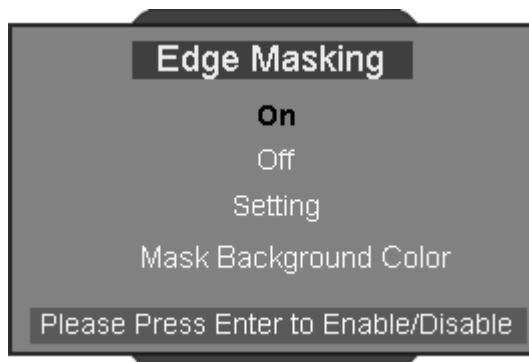 Edge Masking
On
Off
Setting
Mask Background Color
Please Press Enter to Enable/Disable